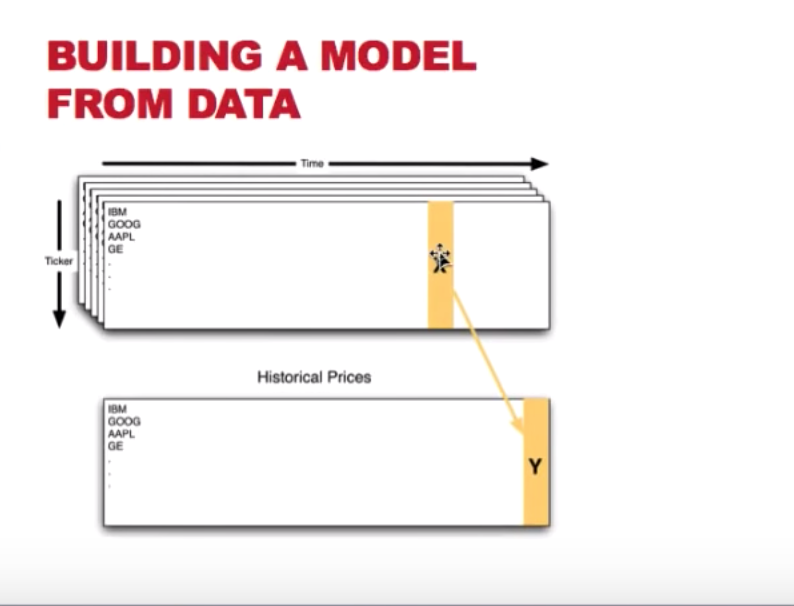 BUILDING A MODEL
FROM DATA
Time
Ticker
IBM
GOOG
AAPL
GE
.
.
.
Historical Prices
IBM
GOOG
AAPL
GE
.
.
.
Y